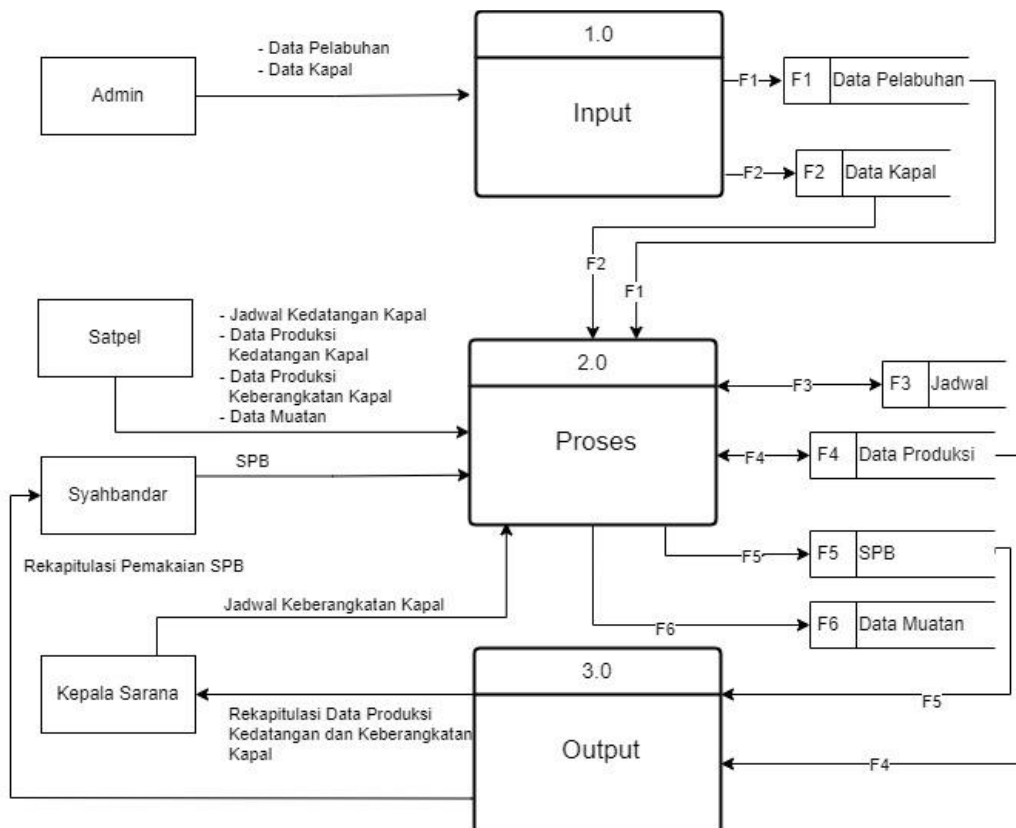 1.0
Input
Admin
- Data Pelabuhan
- Data Kapal
F1
F1 Data Pelabuhan
F2
F2 Data Kapal
F2
F1
Satpel
- Jadwal Kedatangan Kapal
- Data Produksi
Kedatangan Kapal
- Data Produksi
Keberangkatan Kapal
- Data Muatan
2.0
Proses
F3
F3 Jadwal
F4
F4 Data Produksi
Syahbandar
SPB
F5
F5 SPB
Rekapitulasi Pemakaian SPB
Jadwal Keberangkatan Kapal
F6
F6 Data Muatan
Kepala Sarana
3.0
Output
Rekapitulasi Data Produksi
Kedatangan dan Keberangkatan
Kapal
F5
F4